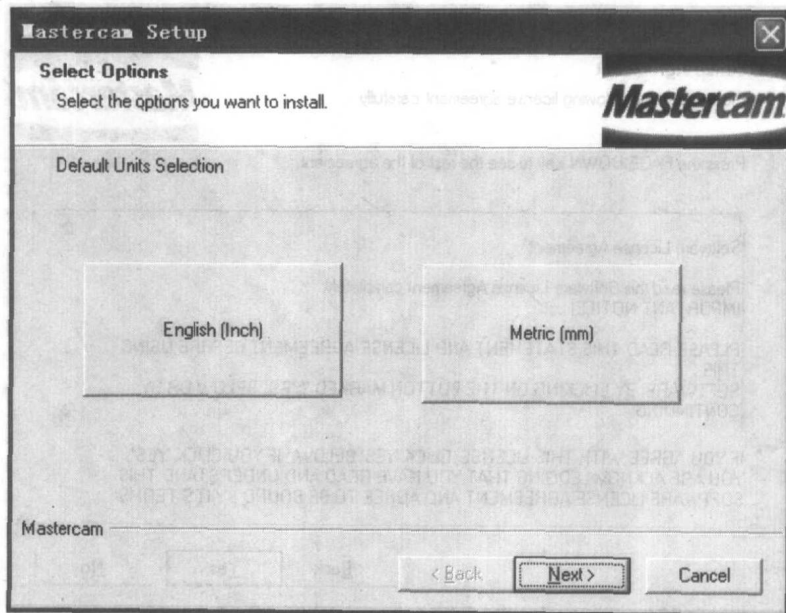 Mastercam Setup
Select Options
Select the options you want to install.
Mastercam
Default Units Selection
English (Inch)
Metric (mm)
Mastercam
< Back
Next >
Cancel